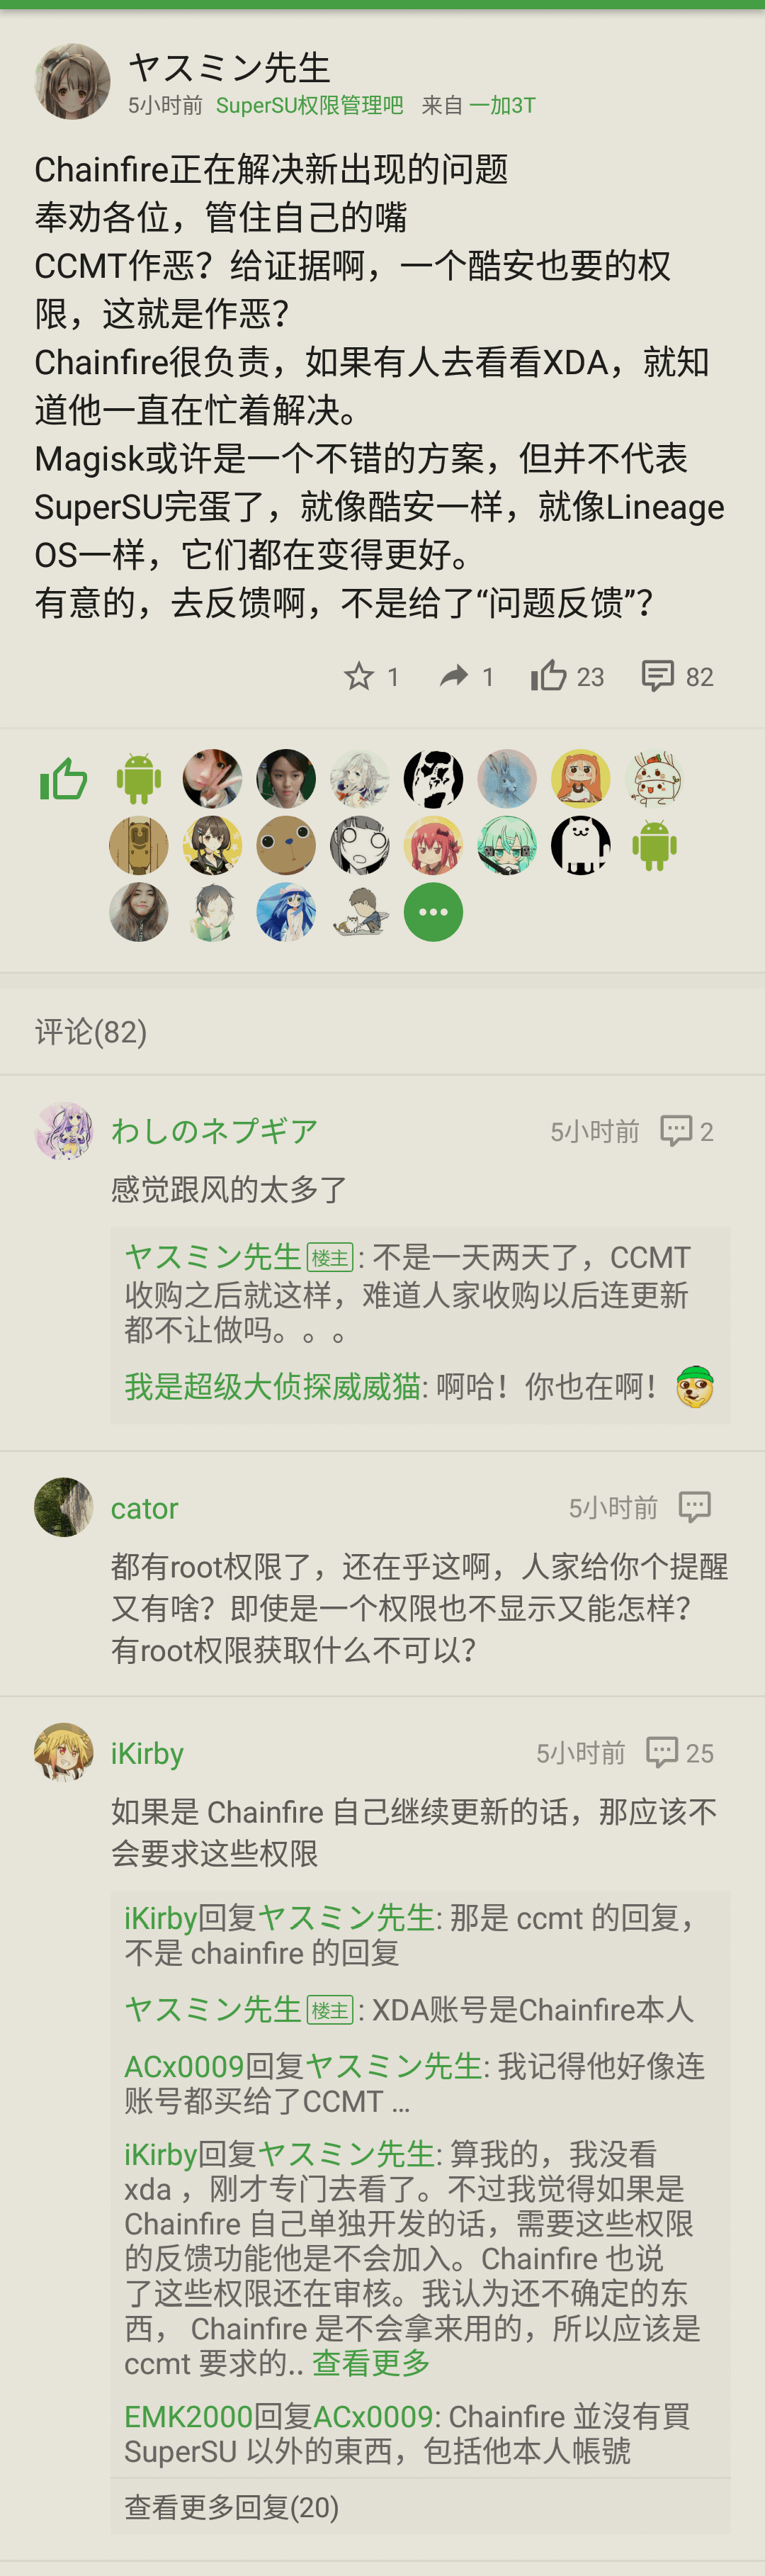 ヤスミン先生
5小时前 SuperSU权限管理吧 来自 一加3T
Chainfire正在解决新出现的问题
奉劝各位，管住自己的嘴
CCMT作恶？给证据啊，一个酷安也要的权
限，这就是作恶？
Chainfire很负责，如果有人去看看XDA，就知
道他一直在忙着解决。
Magisk或许是一个不错的方案，但并不代表
SuperSU完蛋了，就像酷安一样，就像Lineage
OS一样，它们都在变得更好。
有意的，去反馈啊，不是给了“问题反馈”？
1 1 23 82
评论(82)
わしのネプギア 5小时前 2
感觉跟风的太多了
ヤスミン先生 楼主 : 不是一天两天了，CCMT
收购之后就这样，难道人家收购以后连更新
都不让做吗。。。
我是超级大侦探威威猫: 啊哈！你也在啊！
cator 5小时前
都有root权限了，还在乎这啊，人家给你个提醒
又有啥？即使是一个权限也不显示又能怎样？
有root权限获取什么不可以？
iKirby 5小时前 25
如果是 Chainfire 自己继续更新的话，那应该不
会要求这些权限
iKirby回复ヤスミン先生: 那是 ccmt 的回复，
不是 chainfire 的回复
ヤスミン先生 楼主 : XDA账号是Chainfire本人
ACx0009回复ヤスミン先生: 我记得他好像连
账号都买给了CCMT ...
iKirby回复ヤスミン先生: 算我的，我没看
xda ，刚才专门去看了。不过我觉得如果是
Chainfire 自己单独开发的话，需要这些权限
的反馈功能他是不会加入。Chainfire 也说
了这些权限还在审核。我认为还不确定的东
西， Chainfire 是不会拿来用的，所以应该是
ccmt 要求的.. 查看更多
EMK2000回复ACx0009: Chainfire 並沒有買
SuperSU 以外的東西，包括他本人帳號
查看更多回复(20)